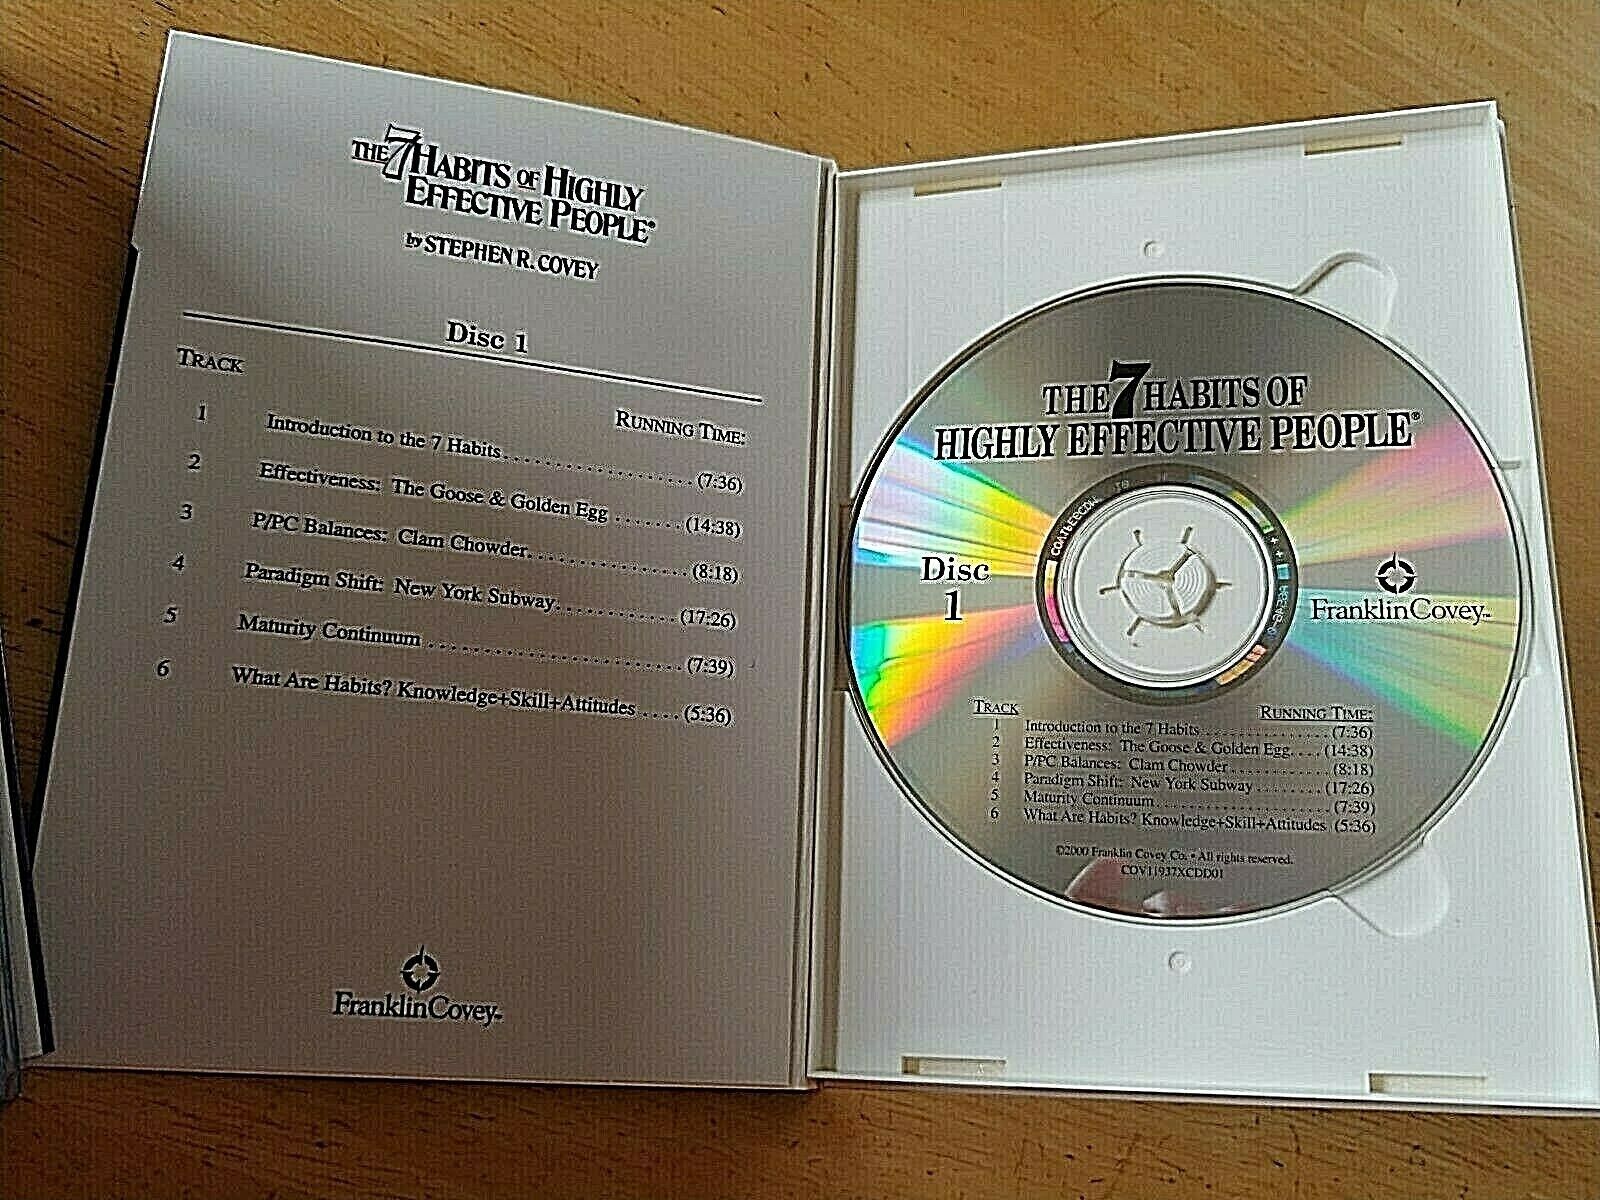 THE 7 HABITS OF HIGHLY
EFFECTIVE PEOPLE®
by STEPHEN R. COVEY
Disc 1
TRACK
RUNNING TIME:
1 Introduction to the 7 Habits (7:36)
2 Effectiveness: The Goose & Golden Egg (14:38)
3 P/PC Balances: Clam Chowder (8:18)
4 Paradigm Shift: New York Subway (17:26)
5 Maturity Continuum (7:39)
6 What Are Habits? Knowledge+Skill+Attitudes (5:36)
FranklinCovey™
THE 7 HABITS OF
HIGHLY EFFECTIVE PEOPLE®
Disc
1
FranklinCovey™
TRACK RUNNING TIME:
1 Introduction to the 7 Habits (7:36)
2 Effectiveness: The Goose & Golden Egg (14:38)
3 P/PC Balances: Clam Chowder (8:18)
4 Paradigm Shift: New York Subway (17:26)
5 Maturity Continuum (7:39)
6 What Are Habits? Knowledge+Skill+Attitudes (5:36)
©2000 Franklin Covey Co. • All rights reserved.
COV11937XCDD01